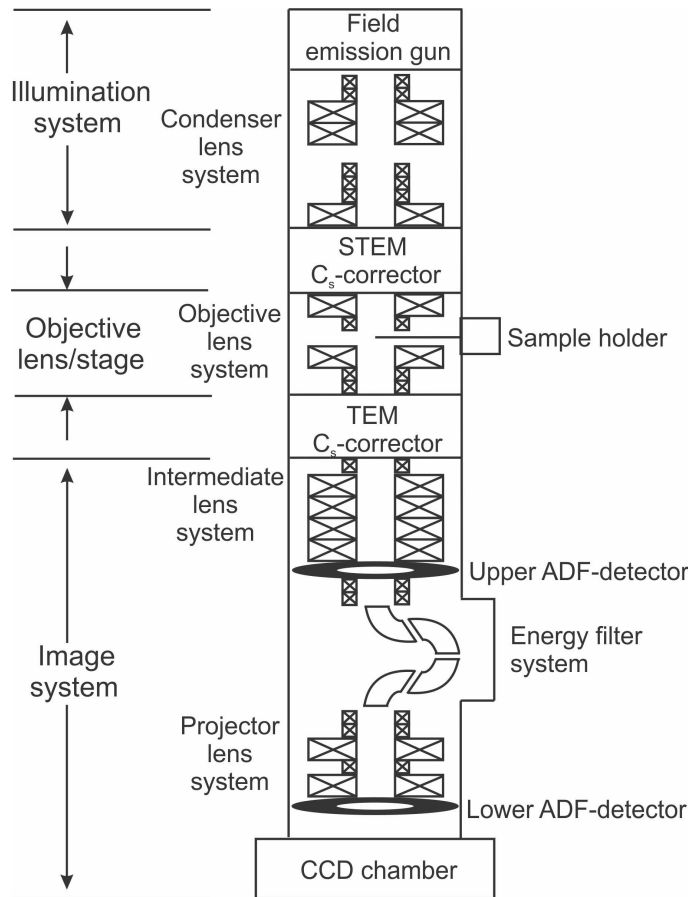 Field
emission gun
Illumination
system
Condenser
lens
system
STEM
Cs-corrector
Objective
lens/stage
Objective
lens
system
Sample holder
TEM
Cs-corrector
Intermediate
lens
system
Upper ADF-detector
Energy filter
system
Image
system
Projector
lens
system
Lower ADF-detector
CCD chamber